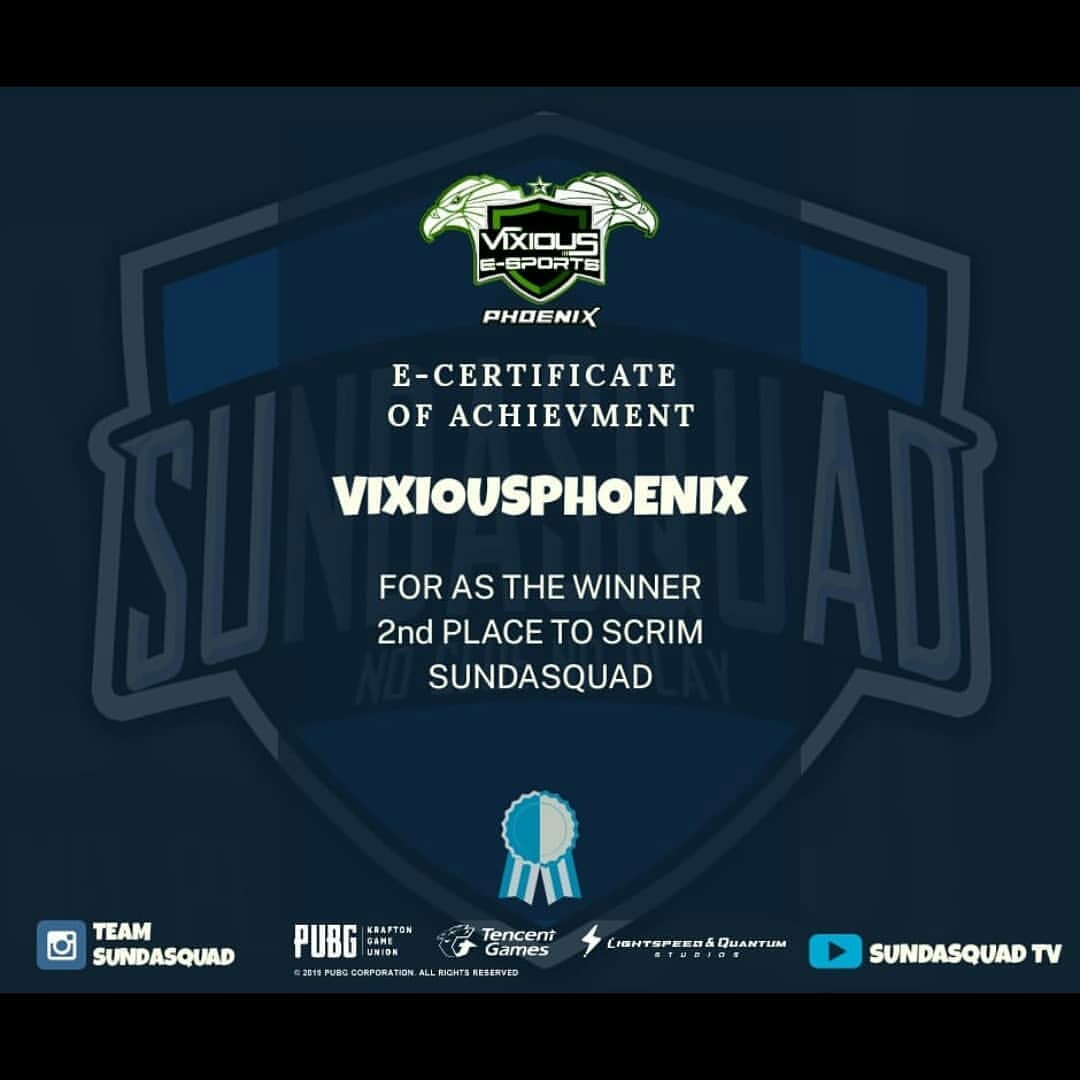 VIXIOUS
E-SPORTS
PHOENIX
E-CERTIFICATE
OF ACHIEVMENT
VIXIOUSPHOENIX
FOR AS THE WINNER
2nd PLACE TO SCRIM
SUNDASQUAD
SUNDASQUAD
TEAM
SUNDASQUAD
PUBG
KRAFTON
GAME
UNION
© 2019 PUBG CORPORATION. ALL RIGHTS RESERVED
Tencent
Games
LIGHTSPEED & QUANTUM
STUDIOS
SUNDASQUAD TV